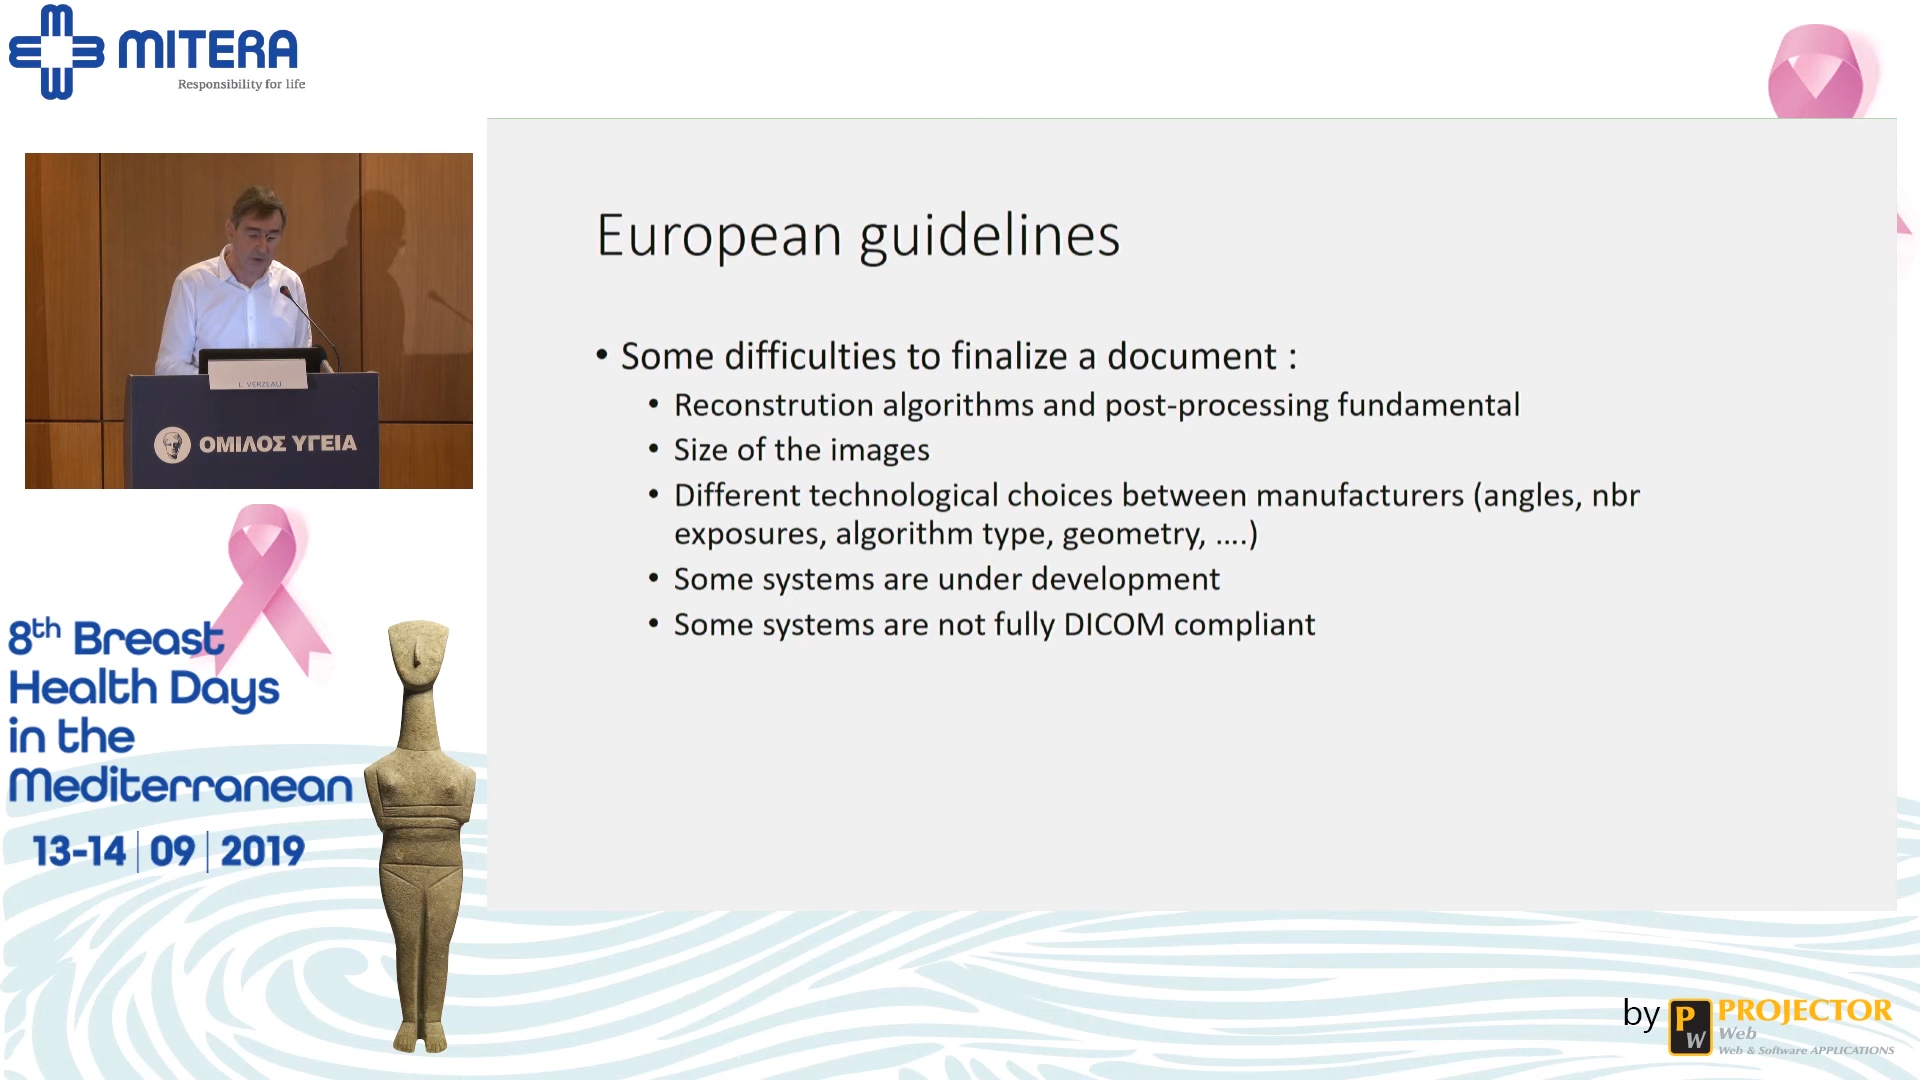 MITERA
Responsibility for life
L. VERZEAU
ΟΜΙΛΟΣ ΥΓΕΙΑ
8th Breast
Health Days
in the
Mediterranean
13-14 | 09 | 2019
European guidelines
• Some difficulties to finalize a document :
• Reconstrution algorithms and post-processing fundamental
• Size of the images
• Different technological choices between manufacturers (angles, nbr
exposures, algorithm type, geometry, ....)
• Some systems are under development
• Some systems are not fully DICOM compliant
by PW PROJECTOR
Web
Web & Software APPLICATIONS